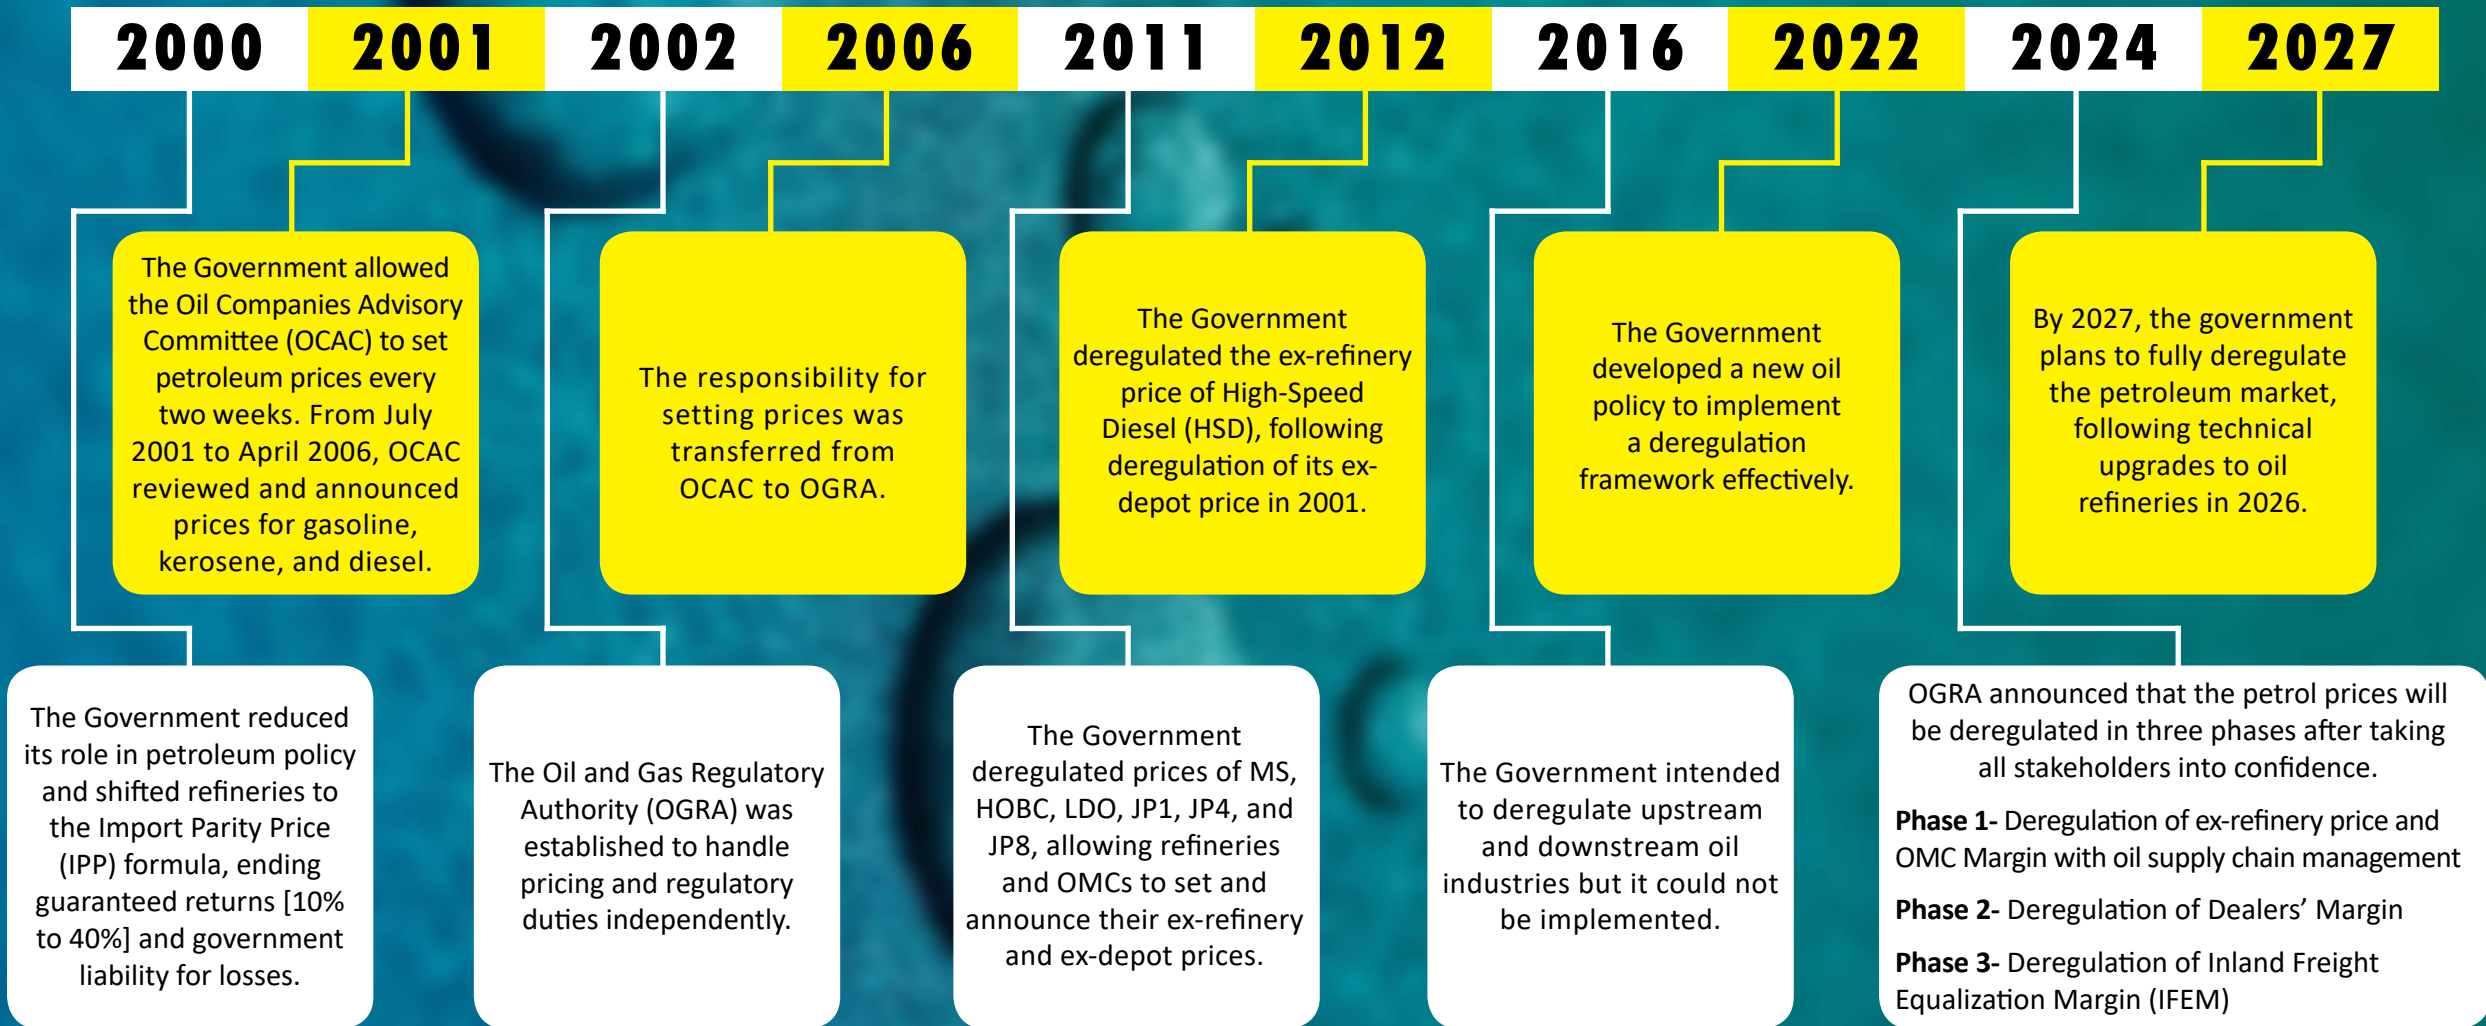 2000
2001
2002
2006
2011
2012
2016
2022
2024
2027
The Government allowed
the Oil Companies Advisory
Committee (OCAC) to set
petroleum prices every
two weeks. From July
2001 to April 2006, OCAC
reviewed and announced
prices for gasoline,
kerosene, and diesel.
The responsibility for
setting prices was
transferred from
OCAC to OGRA.
The Government
deregulated the ex-refinery
price of High-Speed
Diesel (HSD), following
deregulation of its ex-
depot price in 2001.
The Government
developed a new oil
policy to implement
a deregulation
framework effectively.
By 2027, the government
plans to fully deregulate
the petroleum market,
following technical
upgrades to oil
refineries in 2026.
The Government reduced
its role in petroleum policy
and shifted refineries to
the Import Parity Price
(IPP) formula, ending
guaranteed returns [10%
to 40%] and government
liability for losses.
The Oil and Gas Regulatory
Authority (OGRA) was
established to handle
pricing and regulatory
duties independently.
The Government
deregulated prices of MS,
HOBC, LDO, JP1, JP4, and
JP8, allowing refineries
and OMCs to set and
announce their ex-refinery
and ex-depot prices.
The Government intended
to deregulate upstream
and downstream oil
industries but it could not
be implemented.
OGRA announced that the petrol prices will
be deregulated in three phases after taking
all stakeholders into confidence.
Phase 1- Deregulation of ex-refinery price and
OMC Margin with oil supply chain management
Phase 2- Deregulation of Dealers’ Margin
Phase 3- Deregulation of Inland Freight
Equalization Margin (IFEM)